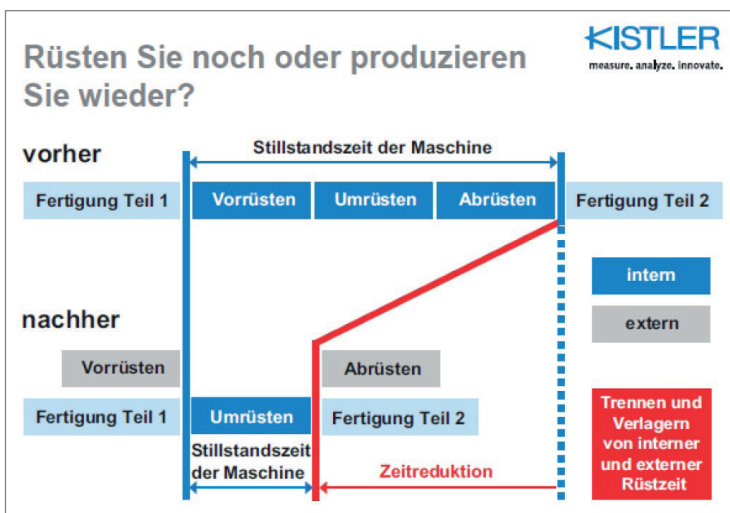 Rüsten Sie noch oder produzieren
Sie wieder?
KISTLER
measure. analyze. innovate.
vorher
Stillstandszeit der Maschine
Fertigung Teil 1
Vorrüsten
Umrüsten
Abrüsten
Fertigung Teil 2
intern
extern
nachher
Vorrüsten
Abrüsten
Fertigung Teil 1
Umrüsten
Fertigung Teil 2
Stillstandszeit
der Maschine
Zeitreduktion
Trennen und
Verlagern
von interner
und externer
Rüstzeit